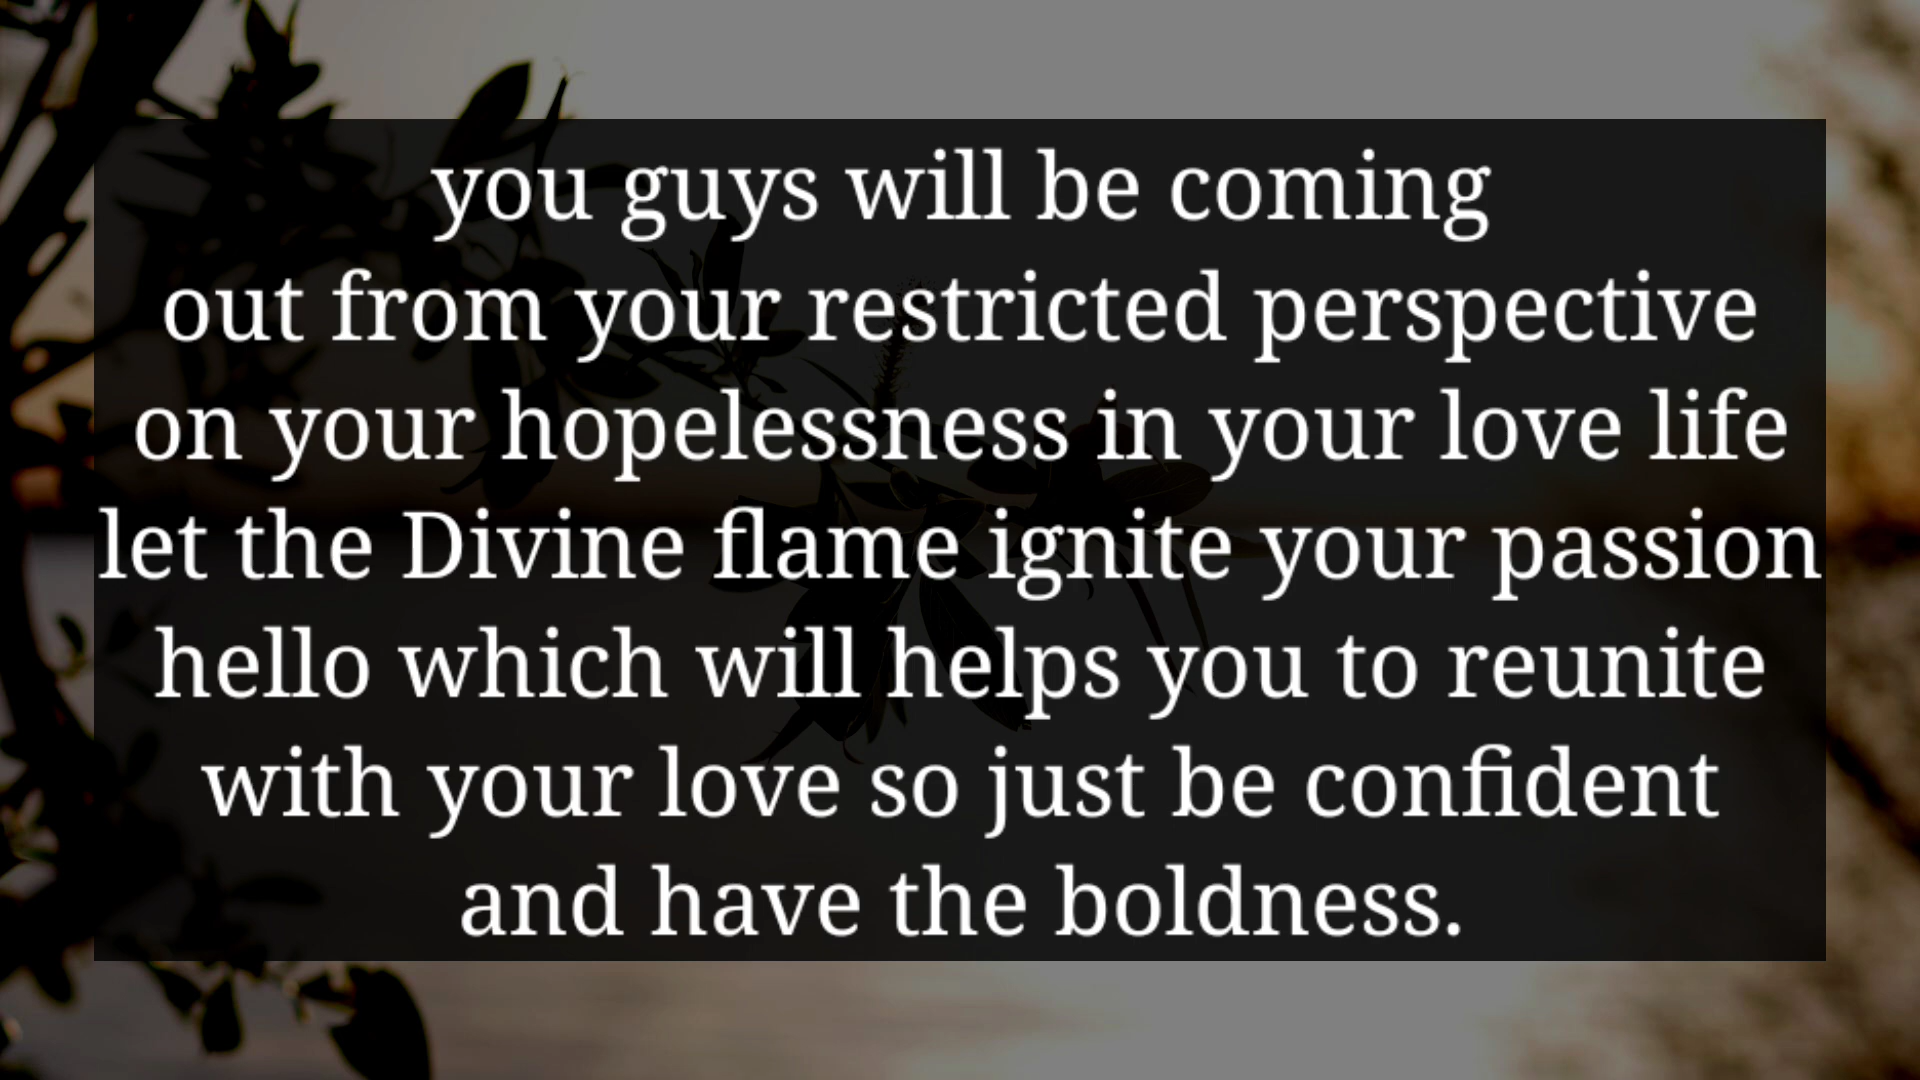 you guys will be coming
out from your restricted perspective
on your hopelessness in your love life
let the Divine flame ignite your passion
hello which will helps you to reunite
with your love so just be confident
and have the boldness.